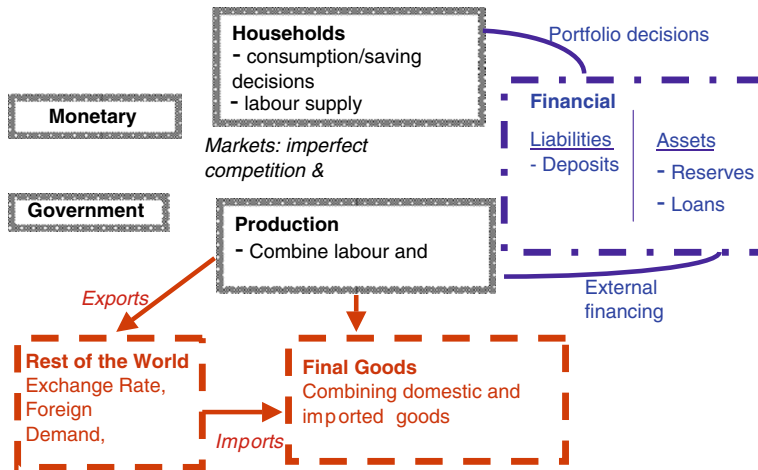 Households
- consumption/saving
decisions
- labour supply
Portfolio decisions
Monetary
Financial
Liabilities
- Deposits
Assets
- Reserves
- Loans
Markets: imperfect
competition &
Government
Production
- Combine labour and
External
financing
Exports
Rest of the World
Exchange Rate,
Foreign
Demand,
Imports
Final Goods
Combining domestic and
imported goods